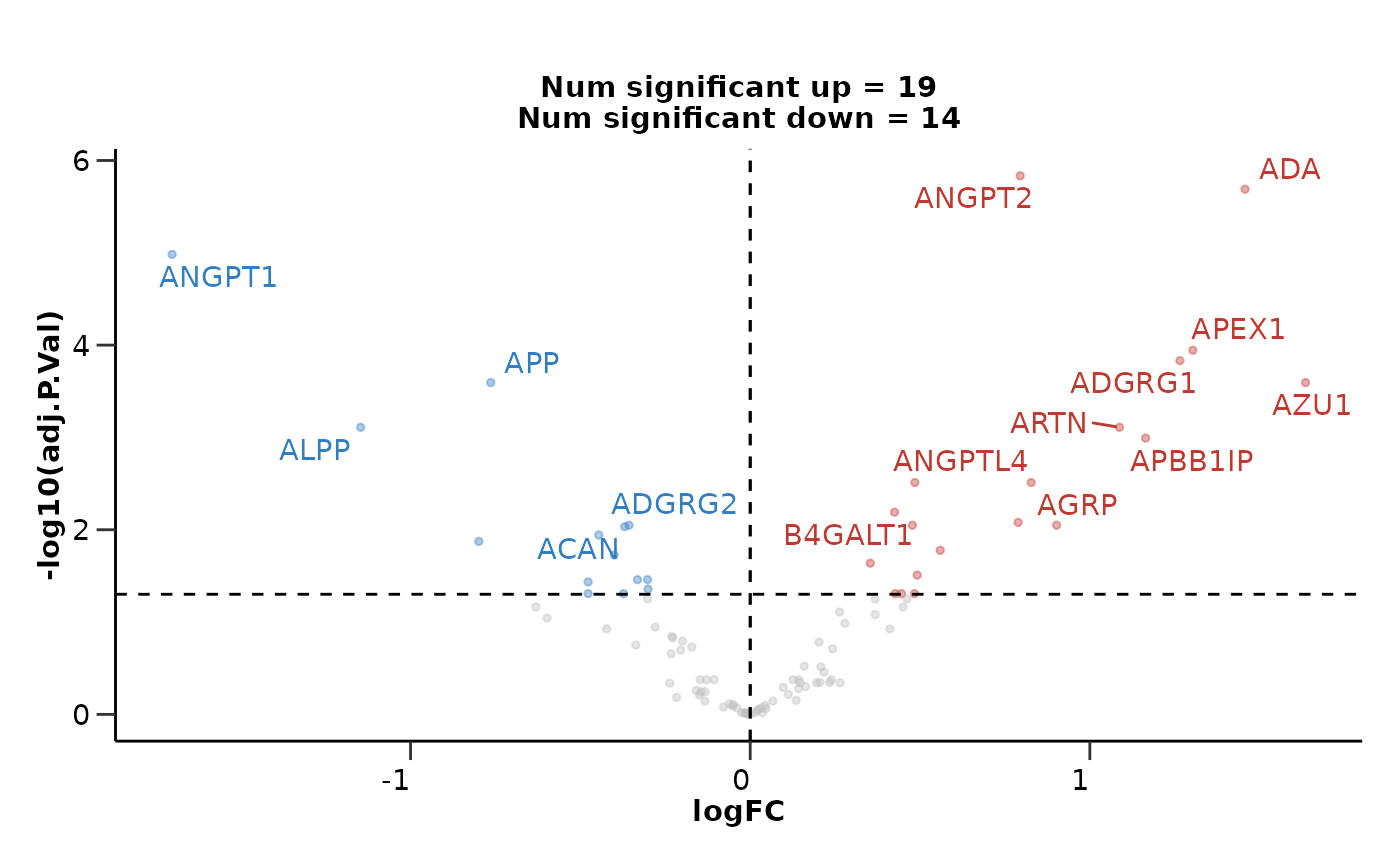 Num significant up = 19
Num significant down = 14
-log10(adj.P.Val)
6
4
2
0
ADA
ANGPT2
ANGPT1
APEX1
APP
ADGRG1
AZU1
ARTN
ALPP
ANGPTL4
APBB1IP
ADGRG2
AGRP
B4GALT1
ACAN
-1
0
1
logFC